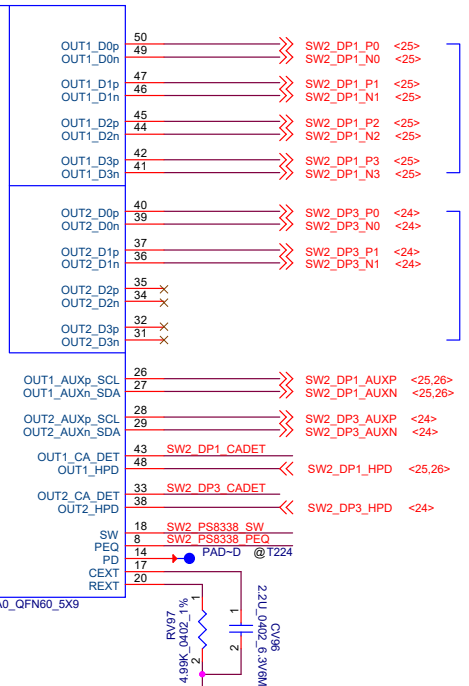 OUT1_D0p 50 SW2_DP1_P0 <25>
OUT1_D0n 49 SW2_DP1_N0 <25>
OUT1_D1p 47 SW2_DP1_P1 <25>
OUT1_D1n 46 SW2_DP1_N1 <25>
OUT1_D2p 45 SW2_DP1_P2 <25>
OUT1_D2n 44 SW2_DP1_N2 <25>
OUT1_D3p 42 SW2_DP1_P3 <25>
OUT1_D3n 41 SW2_DP1_N3 <25>
OUT2_D0p 40 SW2_DP3_P0 <24>
OUT2_D0n 39 SW2_DP3_N0 <24>
OUT2_D1p 37 SW2_DP3_P1 <24>
OUT2_D1n 36 SW2_DP3_N1 <24>
OUT2_D2p 35
OUT2_D2n 34
OUT2_D3p 32
OUT2_D3n 31
OUT1_AUXp_SCL 26 SW2_DP1_AUXP <25,26>
OUT1_AUXn_SDA 27 SW2_DP1_AUXN <25,26>
OUT2_AUXp_SCL 28 SW2_DP3_AUXP <24>
OUT2_AUXn_SDA 29 SW2_DP3_AUXN <24>
OUT1_CA_DET 43 SW2_DP1_CADET
OUT1_HPD 48 SW2_DP1_HPD <25,26>
OUT2_CA_DET 33 SW2_DP3_CADET
OUT2_HPD 38 SW2_DP3_HPD <24>
SW 18 SW2_PS8338_SW
PEQ 8 SW2_PS8338_PEQ
PD 14 PAD~D @T224
CEXT 17
REXT 20
A0_QFN60_5X9
RV97
4.99K_0402_1%
1
2
1
2
CV96
2.2U_0402_6.3V6M